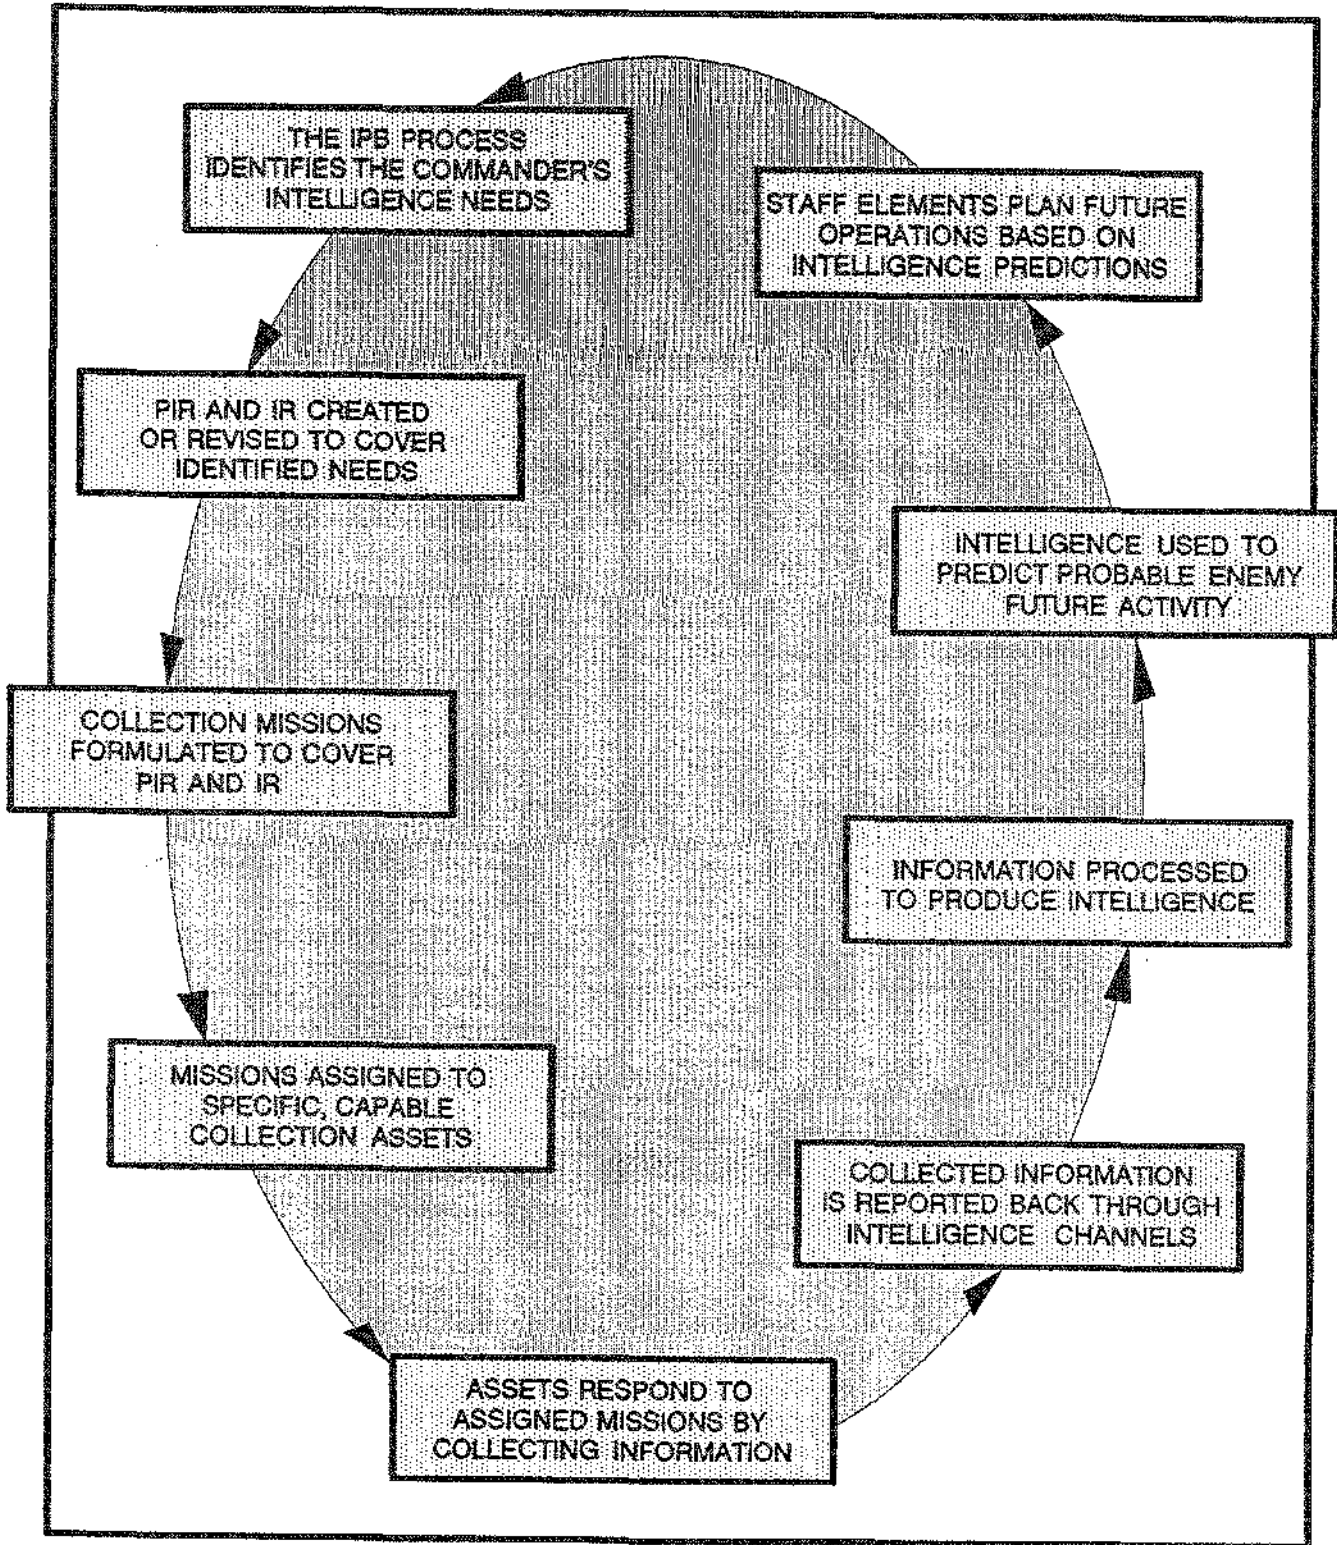 THE IPB PROCESS
IDENTIFIES THE COMMANDER'S
INTELLIGENCE NEEDS
PIR AND IR CREATED
OR REVISED TO COVER
IDENTIFIED NEEDS
COLLECTION MISSIONS
FORMULATED TO COVER
PIR AND IR
MISSIONS ASSIGNED TO
SPECIFIC, CAPABLE
COLLECTION ASSETS
ASSETS RESPOND TO
ASSIGNED MISSIONS BY
COLLECTING INFORMATION
COLLECTED INFORMATION
IS REPORTED BACK THROUGH
INTELLIGENCE CHANNELS
INFORMATION PROCESSED
TO PRODUCE INTELLIGENCE
INTELLIGENCE USED TO
PREDICT PROBABLE ENEMY
FUTURE ACTIVITY
STAFF ELEMENTS PLAN FUTURE
OPERATIONS BASED ON
INTELLIGENCE PREDICTIONS